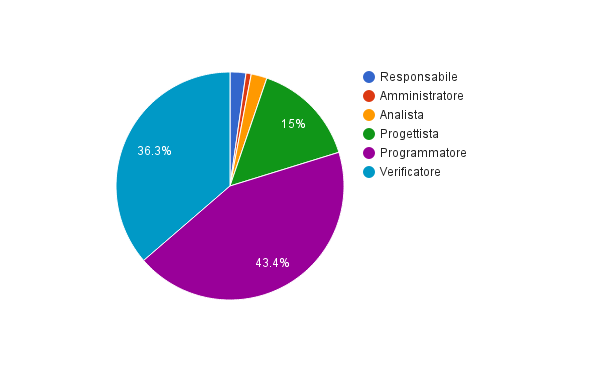 Responsabile
Amministratore
Analista
Progettista
Programmatore
Verificatore
15%
36.3%
43.4%